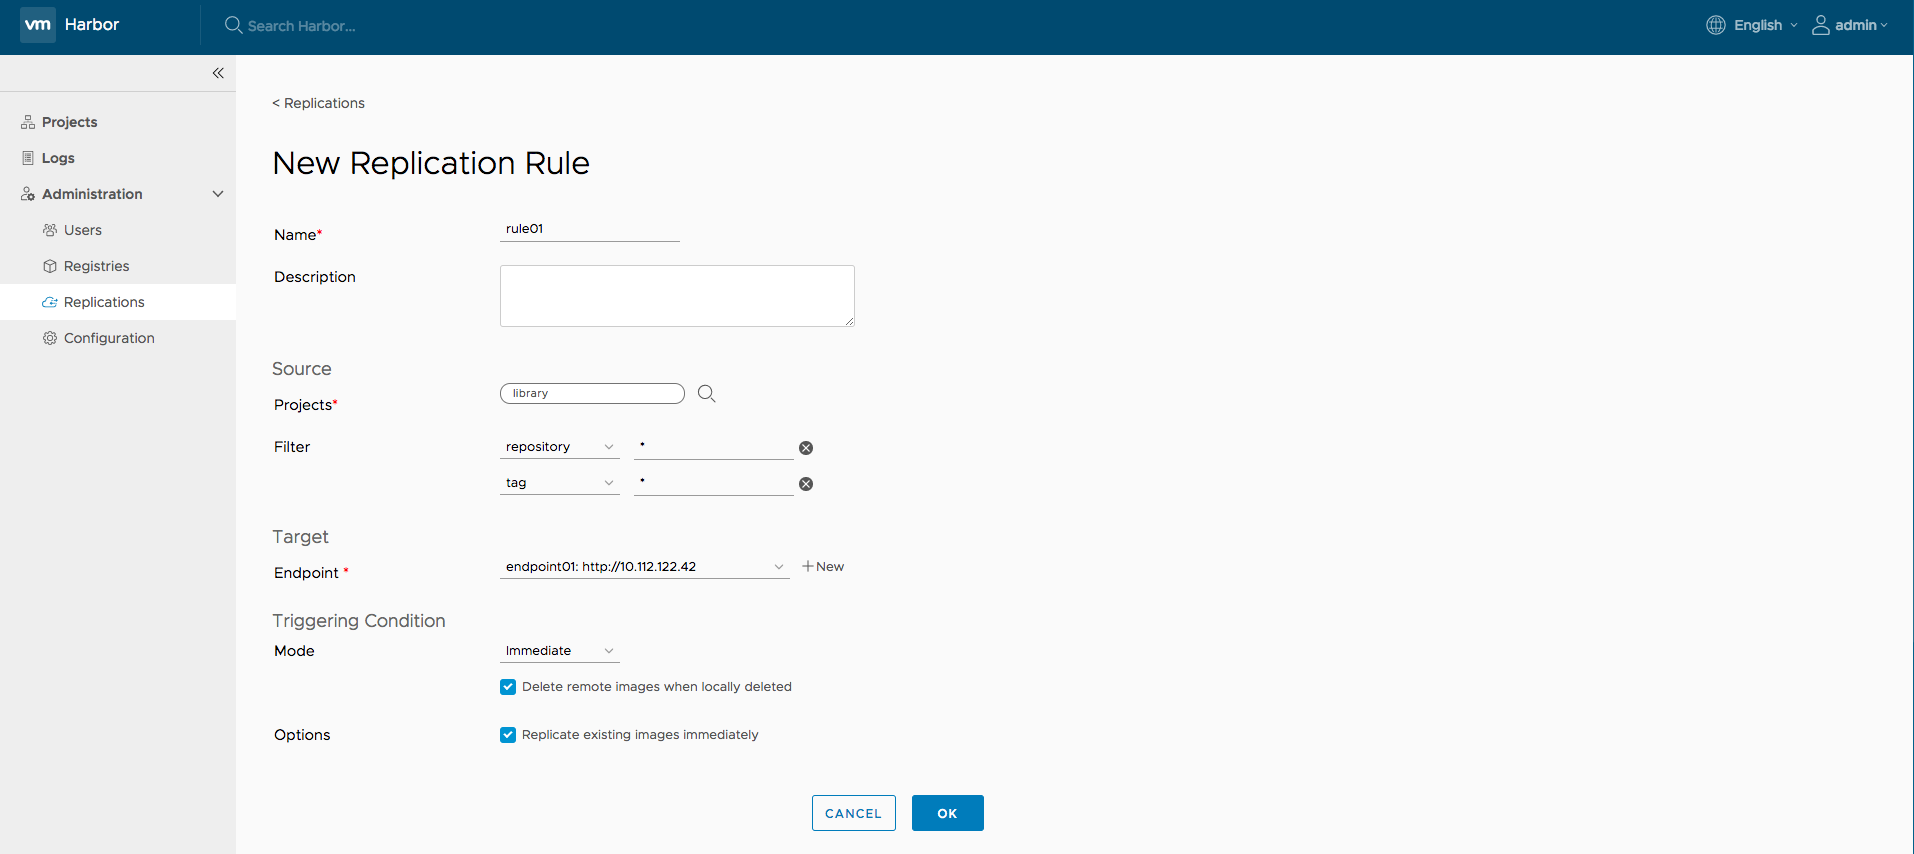 vm Harbor
Search Harbor...
English
admin
< Replications
Projects
Logs
Administration
Users
Registries
Replications
Configuration
New Replication Rule
Name* rule01
Description
Source
Projects* library
Filter repository *
tag *
Target
Endpoint * endpoint01: http://10.112.122.42 +New
Triggering Condition
Mode Immediate
Delete remote images when locally deleted
Options Replicate existing images immediately
CANCEL OK